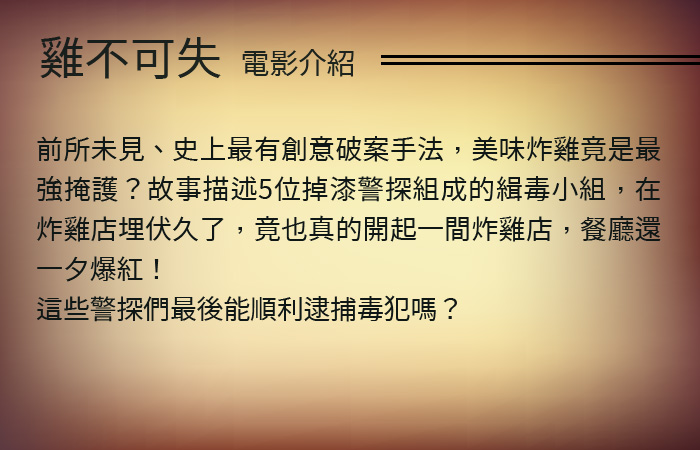 雞不可失 電影介紹
前所未見、史上最有創意破案手法，美味炸雞竟是最
強掩護？故事描述5位掉漆警探組成的緝毒小組，在
炸雞店埋伏久了，竟也真的開起一間炸雞店，餐廳還
一夕爆紅！
這些警探們最後能順利逮捕毒犯嗎？